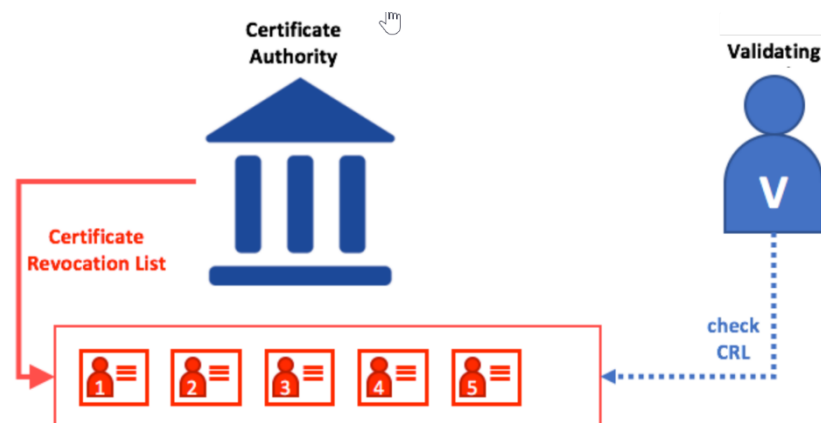 Certificate
Authority
Validating
V
Certificate
Revocation List
check
CRL
1 2 3 4 5